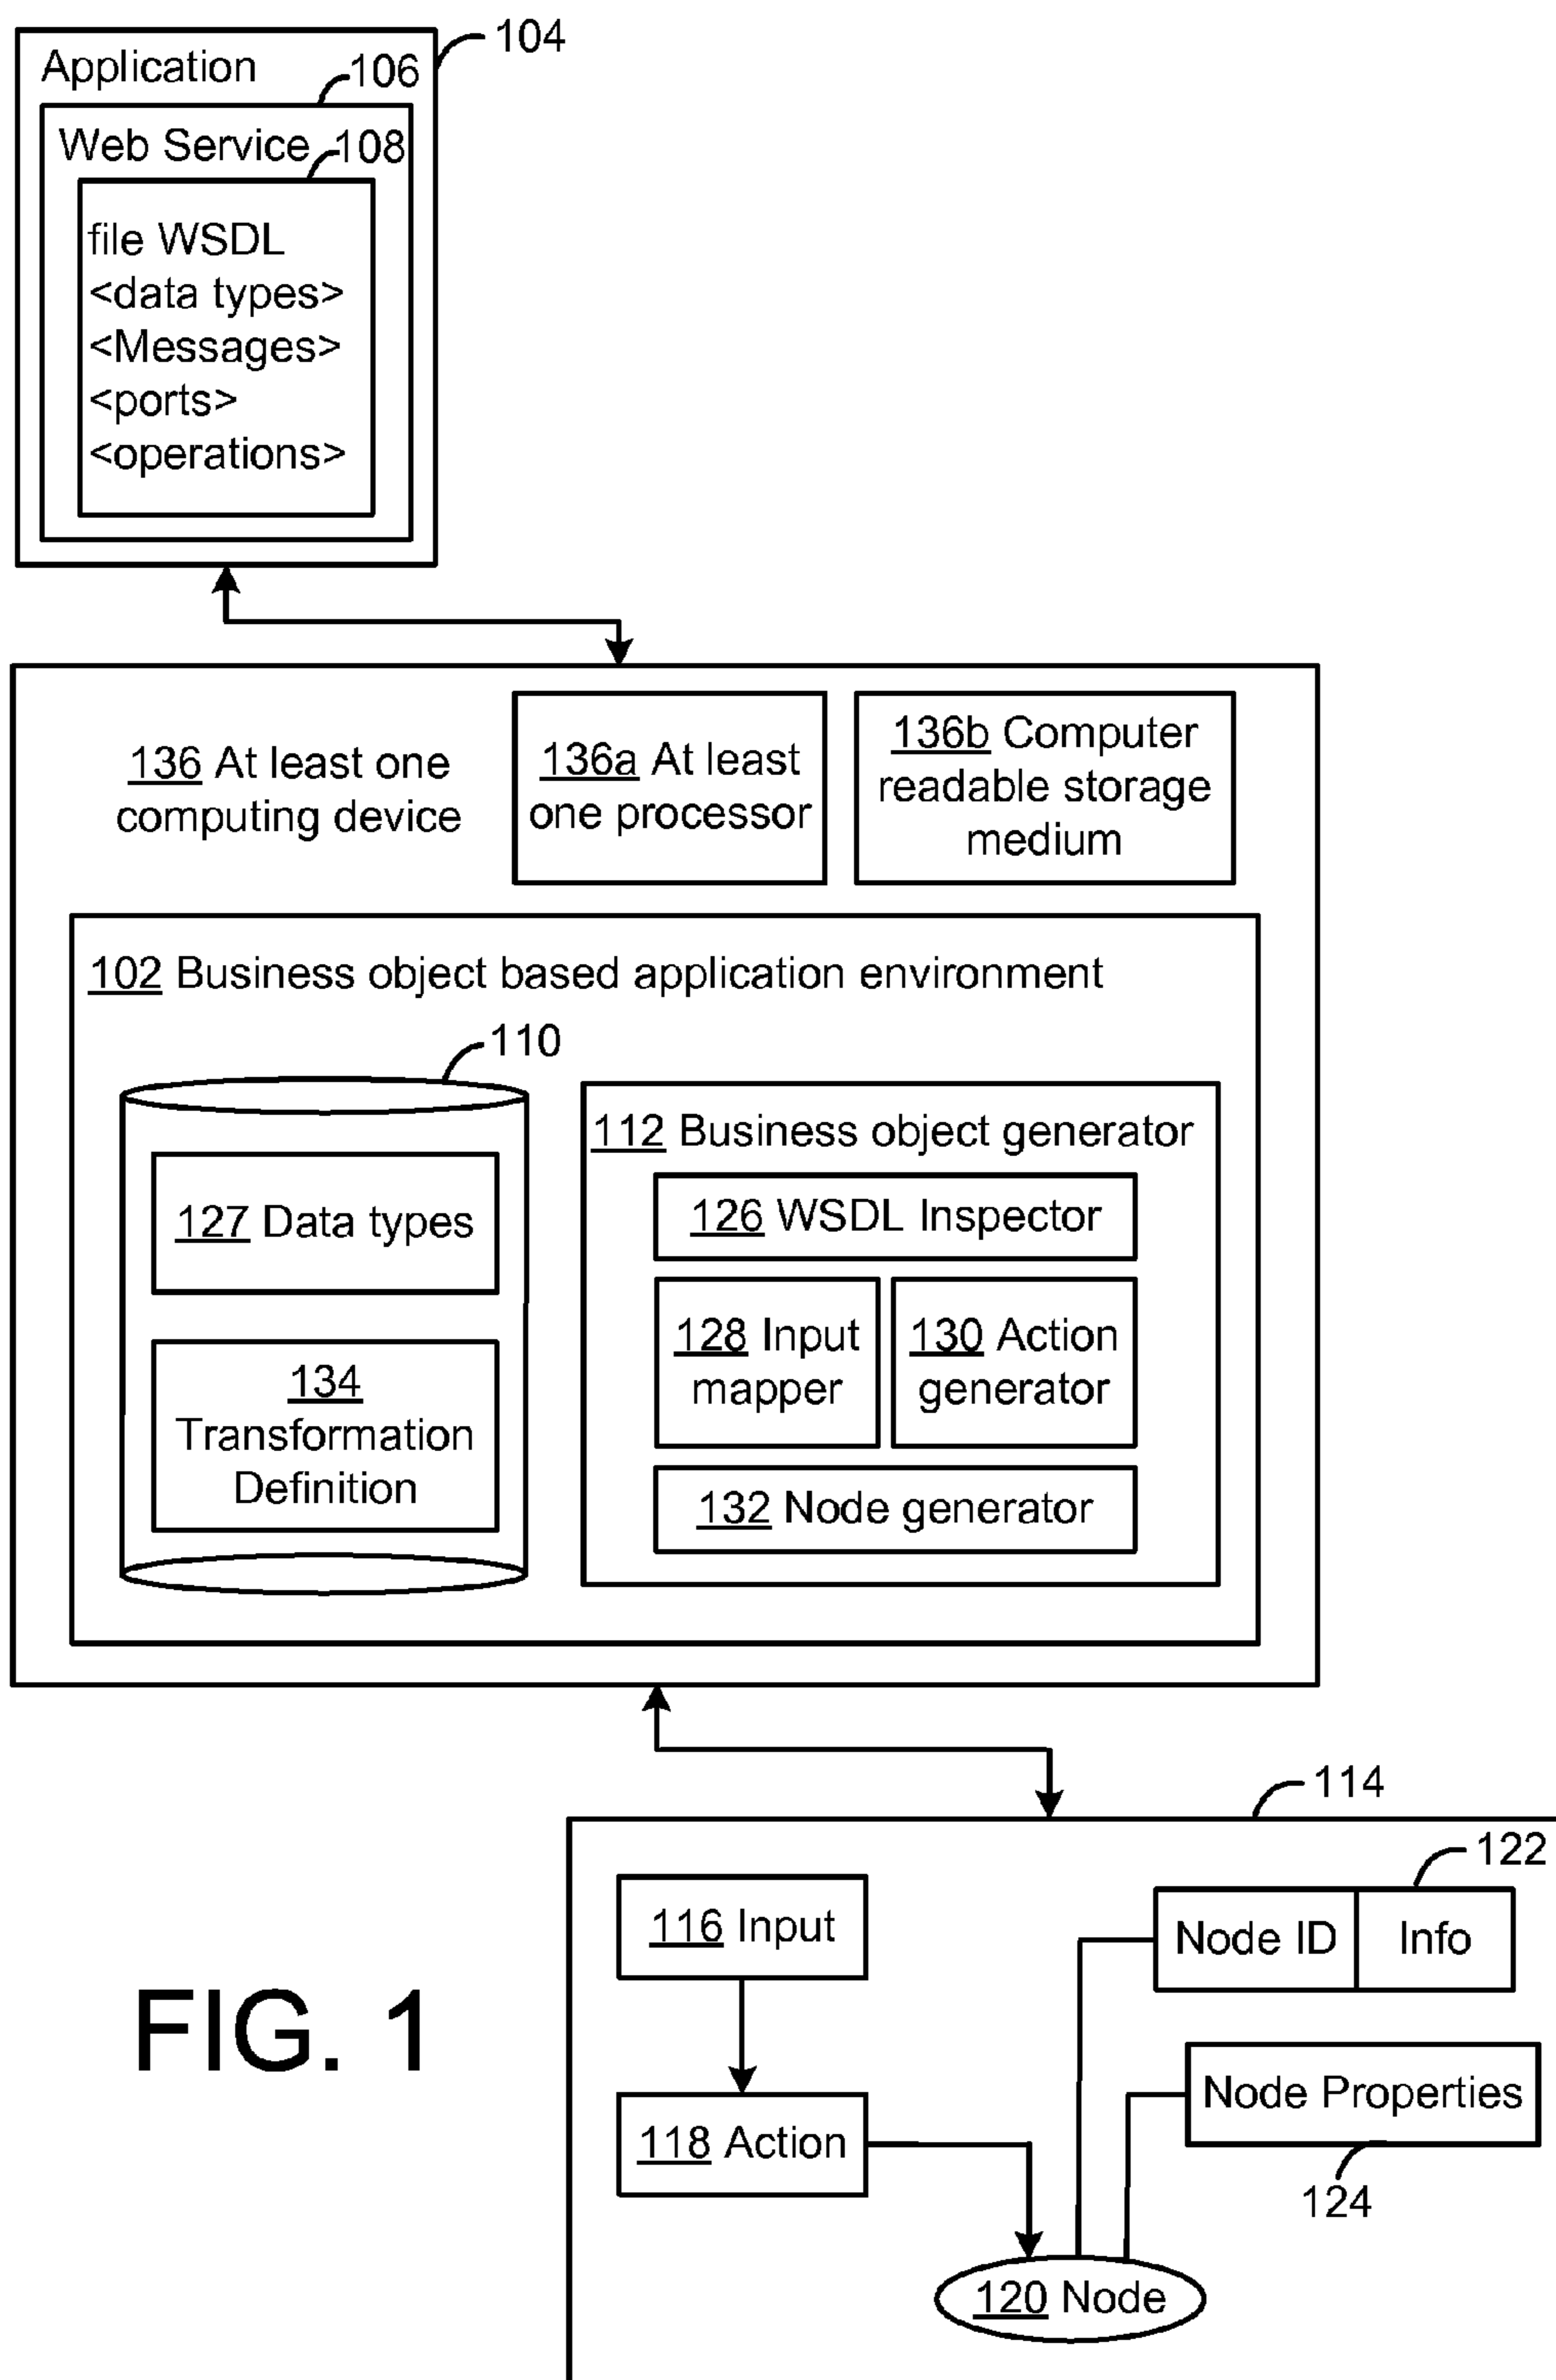 104
Application
106
Web Service
108
file WSDL
<data types>
<Messages>
<ports>
<operations>
136 At least one
computing device
136a At least
one processor
136b Computer
readable storage
medium
102 Business object based application environment
110
127 Data types
134
Transformation
Definition
112 Business object generator
126 WSDL Inspector
128 Input
mapper
130 Action
generator
132 Node generator
114
122
116 Input
Node ID
Info
Node Properties
124
118 Action
120 Node
FIG. 1